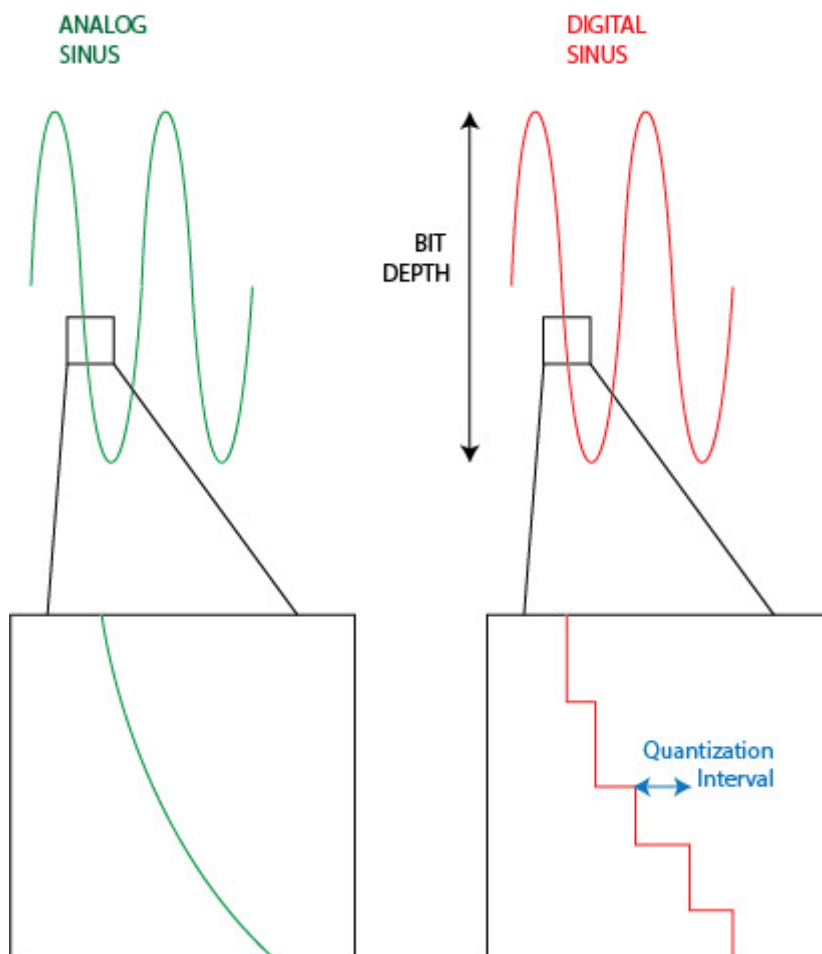 ANALOG
SINUS
DIGITAL
SINUS
BIT
DEPTH
Quantization
Interval